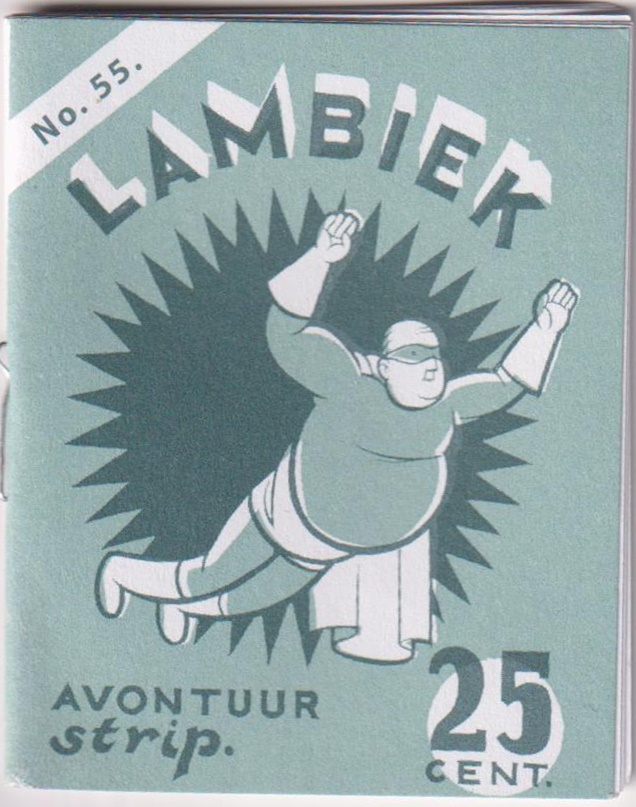 No. 55.
LAMBIEK
AVONTUUR
strip.
25
CENT.